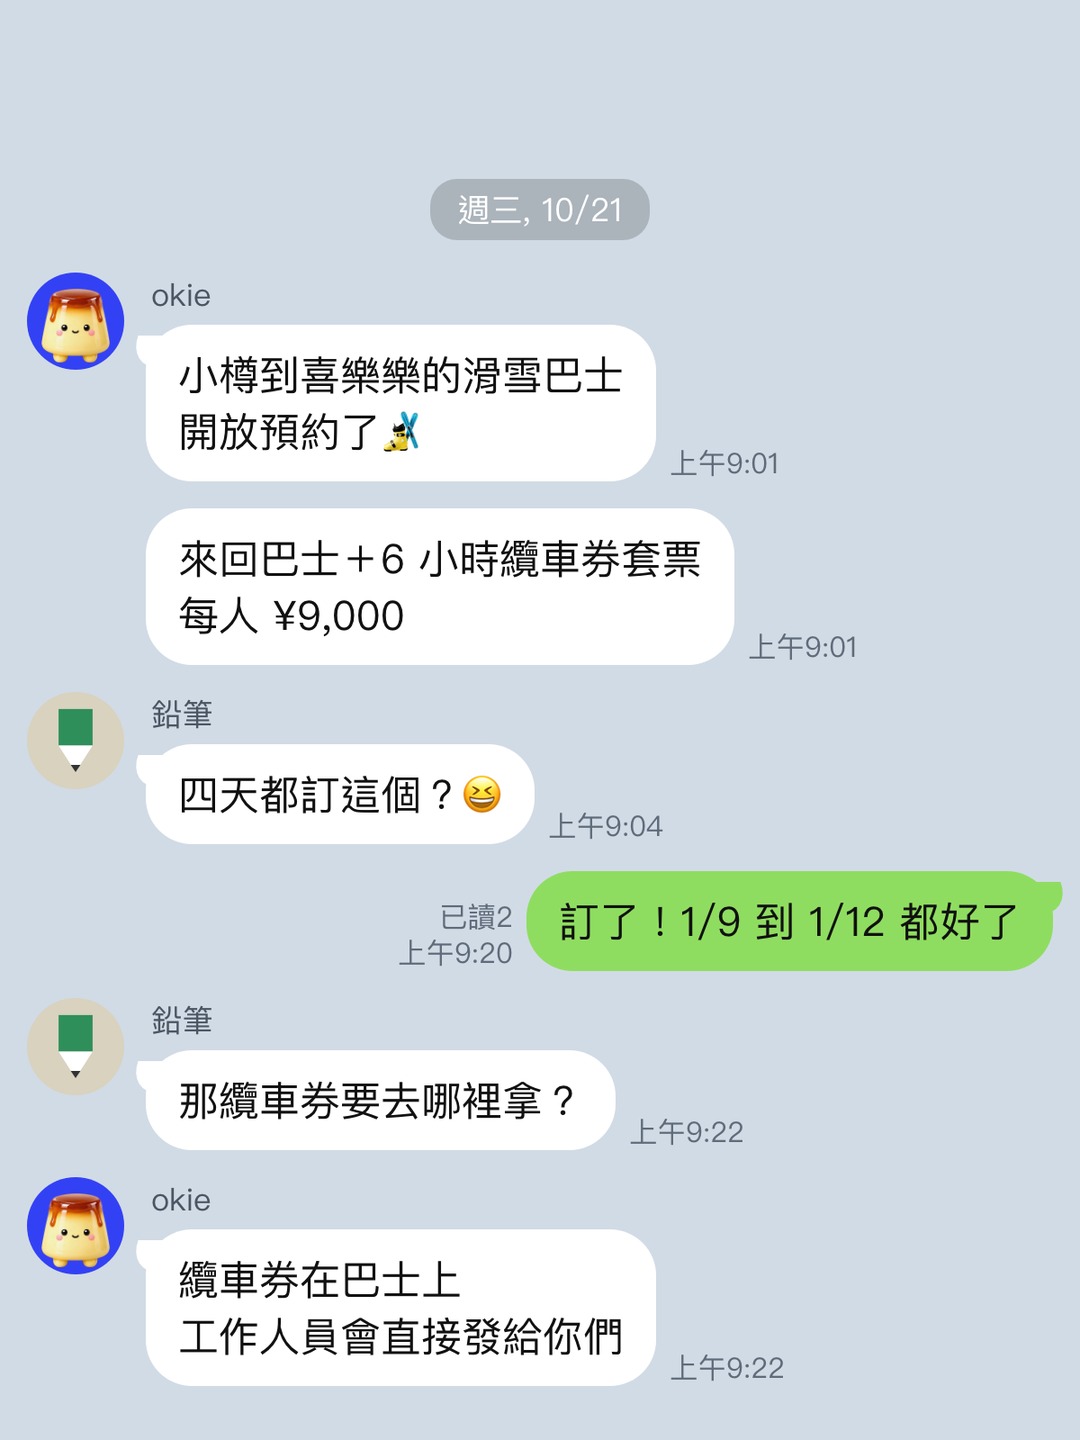 週三, 10/21
okie
小樽到喜樂樂的滑雪巴士
開放預約了🎿
上午9:01
來回巴士＋6 小時纜車券套票
每人 ¥9,000
上午9:01
鉛筆
四天都訂這個？😆
上午9:04
訂了！1/9 到 1/12 都好了
已讀2
上午9:20
鉛筆
那纜車券要去哪裡拿？
上午9:22
okie
纜車券在巴士上
工作人員會直接發給你們
上午9:22